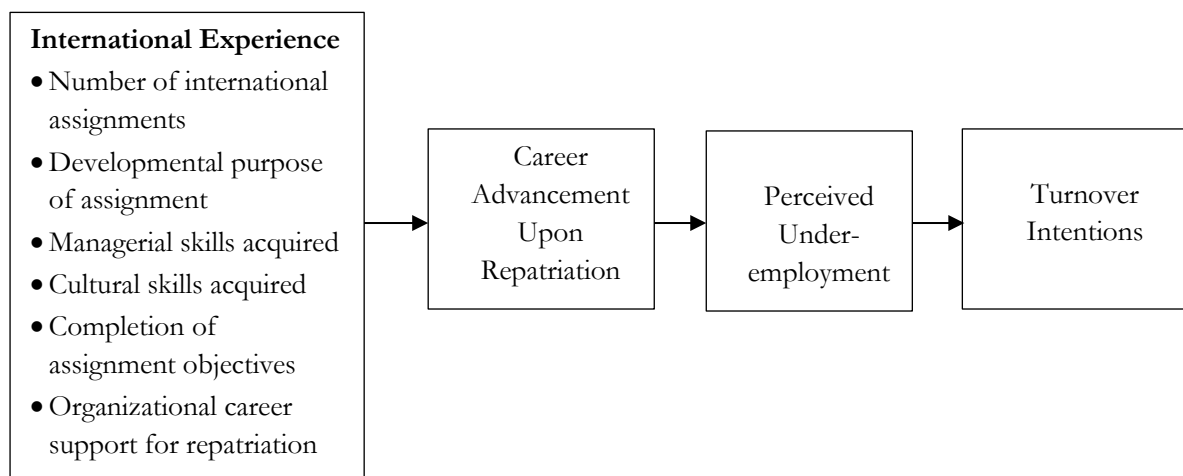 International Experience
• Number of international
assignments
• Developmental purpose
of assignment
• Managerial skills acquired
• Cultural skills acquired
• Completion of
assignment objectives
• Organizational career
support for repatriation
Career
Advancement
Upon
Repatriation
Perceived
Under-
employment
Turnover
Intentions